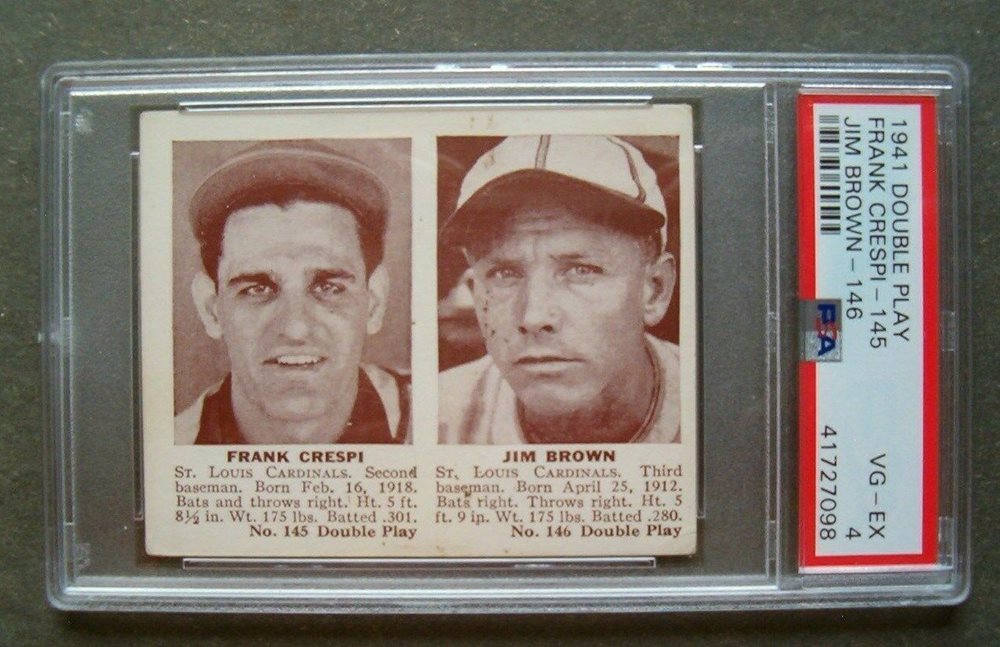 FRANK CRESPI
ST. LOUIS CARDINALS. Second
baseman. Born Feb. 16, 1918.
Bats and throws right. Ht. 5 ft.
8½ in. Wt. 175 lbs. Batted .301.
No. 145 Double Play
JIM BROWN
ST. LOUIS CARDINALS. Third
baseman. Born April 25, 1912.
Bats right. Throws right. Ht. 5
ft. 9 in. Wt. 175 lbs. Batted .280.
No. 146 Double Play
1941 DOUBLE PLAY
FRANK CRESPI-145
JIM BROWN-146
PSA
VG-EX
4
41727098